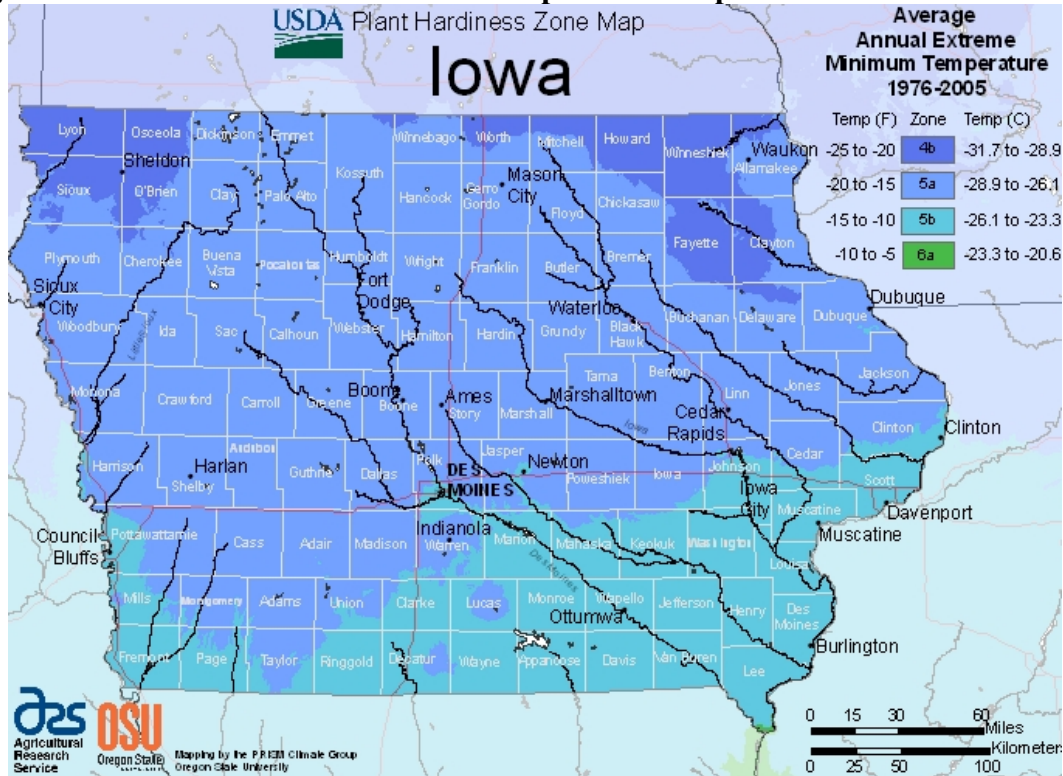 USDA Plant Hardiness Zone Map
Iowa
Average
Annual Extreme
Minimum Temperature
1976-2005
Temp (F) Zone Temp (C)
-25 to -20 4b -31.7 to -28.9
-20 to -15 5a -28.9 to -26.1
-15 to -10 5b -26.1 to -23.3
-10 to -5 6a -23.3 to -20.6
Lyon Osceola Dickinson Emmet Winnebago Worth Mitchell Howard Winneshiek Allamakee
Sheldon Waukon
Sioux O'Brien Clay Palo Alto Kossuth Hancock Cerro Gordo Floyd Chickasaw
Mason
City
Plymouth Cherokee Buena Vista Pocahontas Humboldt Wright Franklin Butler Bremer Fayette Clayton
Sioux
City
Fort
Dodge
Waterloo
Dubuque
Woodbury Ida Sac Calhoun Webster Hamilton Hardin Grundy Black Hawk Buchanan Delaware Dubuque
Monona Crawford Carroll Greene Boone Story Marshall Tama Benton Linn Jones Jackson
Boone Ames Marshalltown
Cedar
Rapids
Iowa
Clinton Clinton
Harrison Shelby Audubon Guthrie Dallas Polk Jasper Poweshiek Iowa Johnson Cedar Scott
Harlan Newton
DES
MOINES
Iowa
City
Davenport
Muscatine Muscatine
Council
Bluffs
Indianola
Pottawattamie Cass Adair Madison Warren Marion Mahaska Keokuk Washington Louisa
Des Moines
Mills Montgomery Adams Union Clarke Lucas Monroe Wapello Jefferson Henry Des Moines
Ottumwa
Burlington
Fremont Page Taylor Ringgold Decatur Wayne Appanoose Davis Van Buren Lee
Agricultural
Research
Service
OSU
Oregon State
Mapping by the PRISM Climate Group
Oregon State University
0 15 30 60
Miles
Kilometers
0 25 50 100